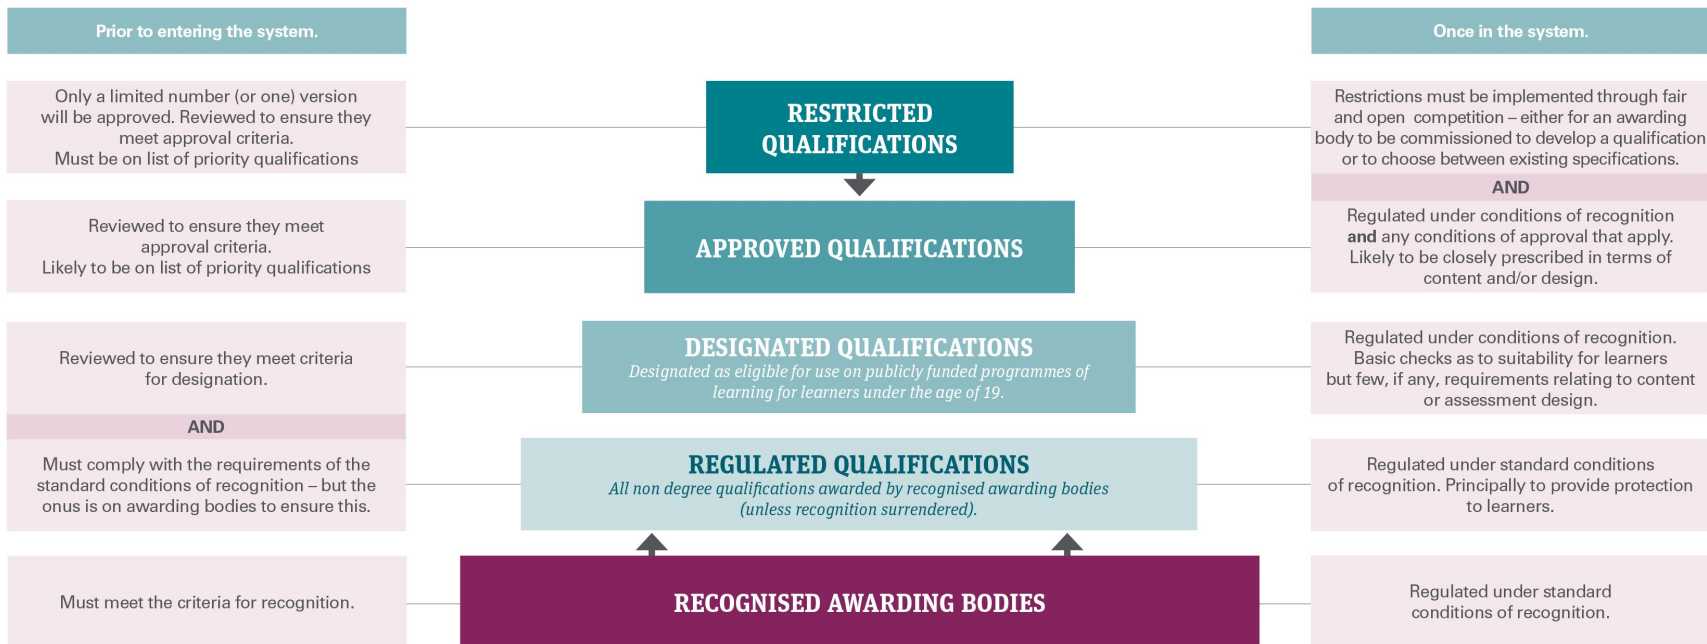 Prior to entering the system.
Once in the system.
Only a limited number (or one) version
will be approved. Reviewed to ensure they
meet approval criteria.
Must be on list of priority qualifications
RESTRICTED
QUALIFICATIONS
Restrictions must be implemented through fair
and open competition – either for an awarding
body to be commissioned to develop a qualification
or to choose between existing specifications.
AND
Reviewed to ensure they meet
approval criteria.
Likely to be on list of priority qualifications
APPROVED QUALIFICATIONS
Regulated under conditions of recognition
and any conditions of approval that apply.
Likely to be closely prescribed in terms of
content and/or design.
Reviewed to ensure they meet criteria
for designation.
DESIGNATED QUALIFICATIONS
Designated as eligible for use on publicly funded programmes of
learning for learners under the age of 19.
Regulated under conditions of recognition.
Basic checks as to suitability for learners
but few, if any, requirements relating to content
or assessment design.
AND
Must comply with the requirements of the
standard conditions of recognition – but the
onus is on awarding bodies to ensure this.
REGULATED QUALIFICATIONS
All non degree qualifications awarded by recognised awarding bodies
(unless recognition surrendered).
Regulated under standard conditions
of recognition. Principally to provide protection
to learners.
Must meet the criteria for recognition.
RECOGNISED AWARDING BODIES
Regulated under standard
conditions of recognition.